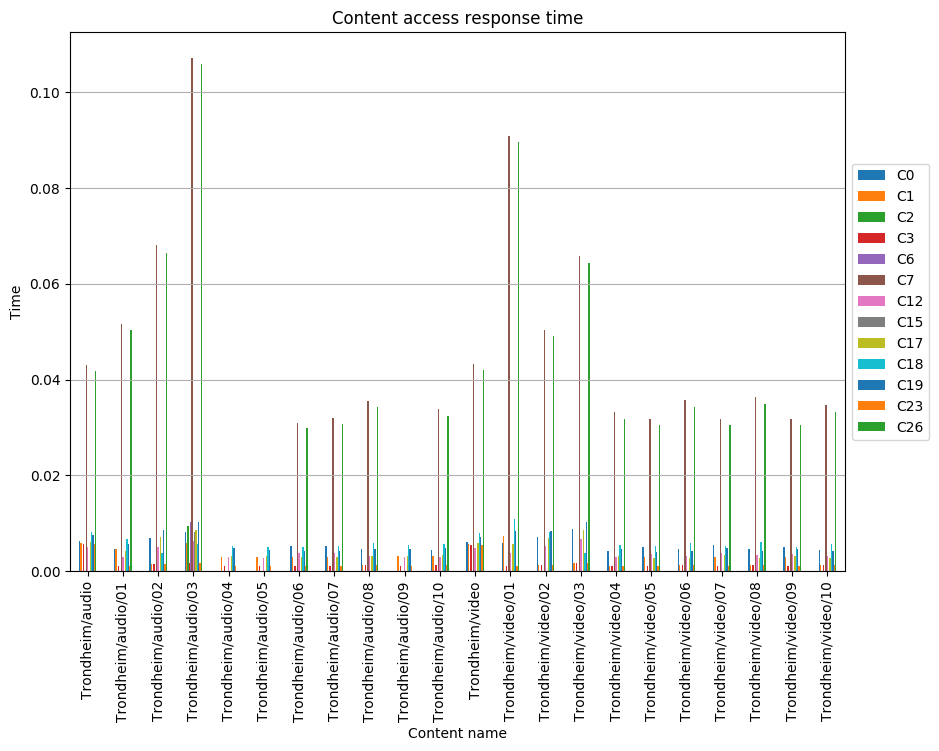 Content access response time
Time
0.10
0.08
0.06
0.04
0.02
0.00
Trondheim/audio
Trondheim/audio/01
Trondheim/audio/02
Trondheim/audio/03
Trondheim/audio/04
Trondheim/audio/05
Trondheim/audio/06
Trondheim/audio/07
Trondheim/audio/08
Trondheim/audio/09
Trondheim/audio/10
Trondheim/video
Trondheim/video/01
Trondheim/video/02
Trondheim/video/03
Trondheim/video/04
Trondheim/video/05
Trondheim/video/06
Trondheim/video/07
Trondheim/video/08
Trondheim/video/09
Trondheim/video/10
Content name
C0
C1
C2
C3
C6
C7
C12
C15
C17
C18
C19
C23
C26